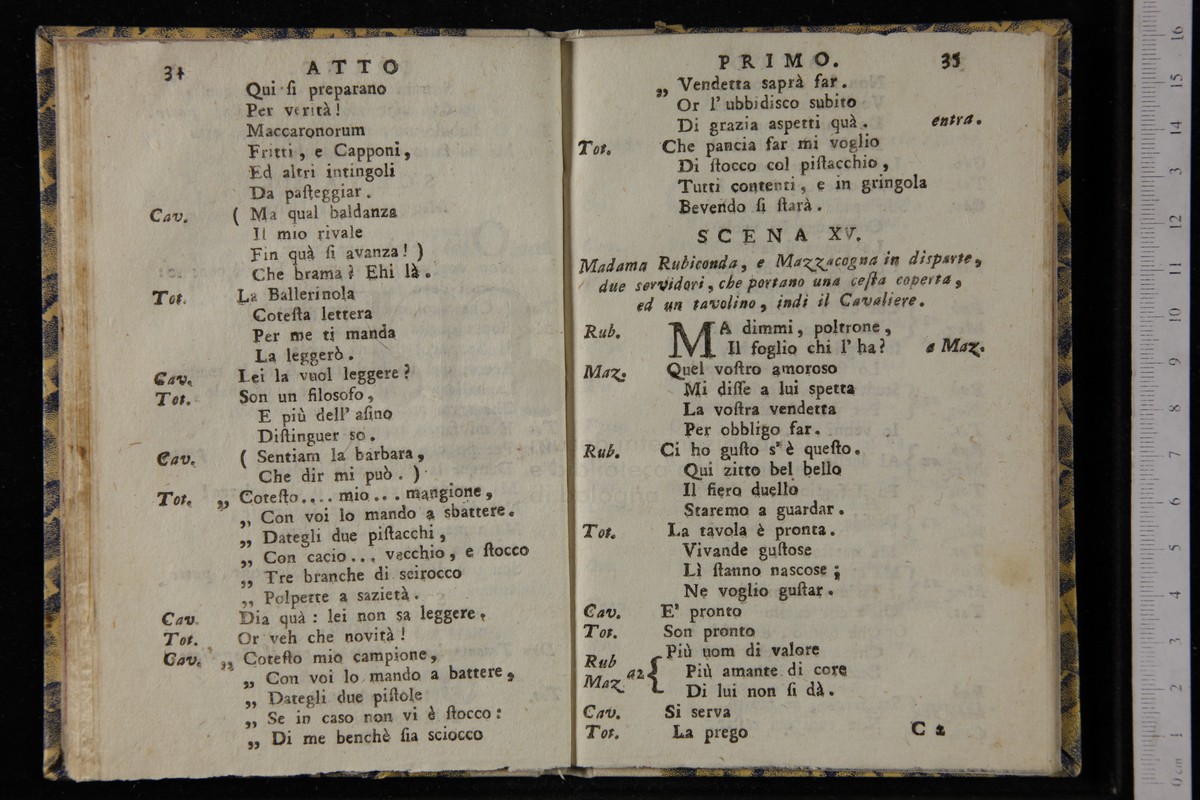 34 ATTO
Qui si preparano
Per verità!
Maccaronorum
Fritti, e Capponi,
Ed altri intingoli
Da pasteggiar.
Cav. ( Ma qual baldanza
Il mio rivale
Fin quà si avanza! )
Che brama? Ehi là.
Tot. La Ballerinola
Cotesta lettera
Per me ti manda
La leggerò.
Cav. Lei la vuol leggere?
Tot. Son un filosofo,
E più dell' asino
Distinguer so.
Cav. ( Sentiam la barbara,
Che dir mi può. )
Tot. „ Cotesto.... mio... mangione,
„ Con voi lo mando a sbattere.
„ Dategli due pistacchi,
„ Con cacio... vecchio, e stocco
„ Tre branche di scirocco
„ Polpette a sazietà.
Cav. Dia quà: lei non sa leggere.
Tot. Or veh che novità!
Cav. „ Cotesto mio campione,
„ Con voi lo mando a battere,
„ Dategli due pistole
„ Se in caso non vi è stocco:
„ Di me benchè sia sciocco
PRIMO. 35
„ Vendetta saprà far.
Or l' ubbidisco subito
Di grazia aspetti quà. entra.
Tot. Che pancia far mi voglio
Di stocco col pistacchio,
Tutti contenti, e in gringola
Bevendo si starà.
SCENA XV.
Madama Rubiconda, e Mazzacogna in disparte,
due servidori, che portano una cesta coperta,
ed un tavolino, indi il Cavaliere.
Rub. MA dimmi, poltrone,
Il foglio chi l' ha? a Maz.
Maz. Quel vostro amoroso
Mi disse a lui spetta
La vostra vendetta
Per obbligo far.
Rub. Ci ho gusto s' è questo.
Qui zitto bel bello
Il fiero duello
Staremo a guardar.
Tot. La tavola è pronta.
Vivande gustose
Lì stanno nascose;
Ne voglio gustar.
Cav. E' pronto
Tot. Son pronto
Rub Maz a2 { Più uom di valore
Più amante di core
Di lui non si dà.
Cav. Si serva
Tot. La prego
C 2